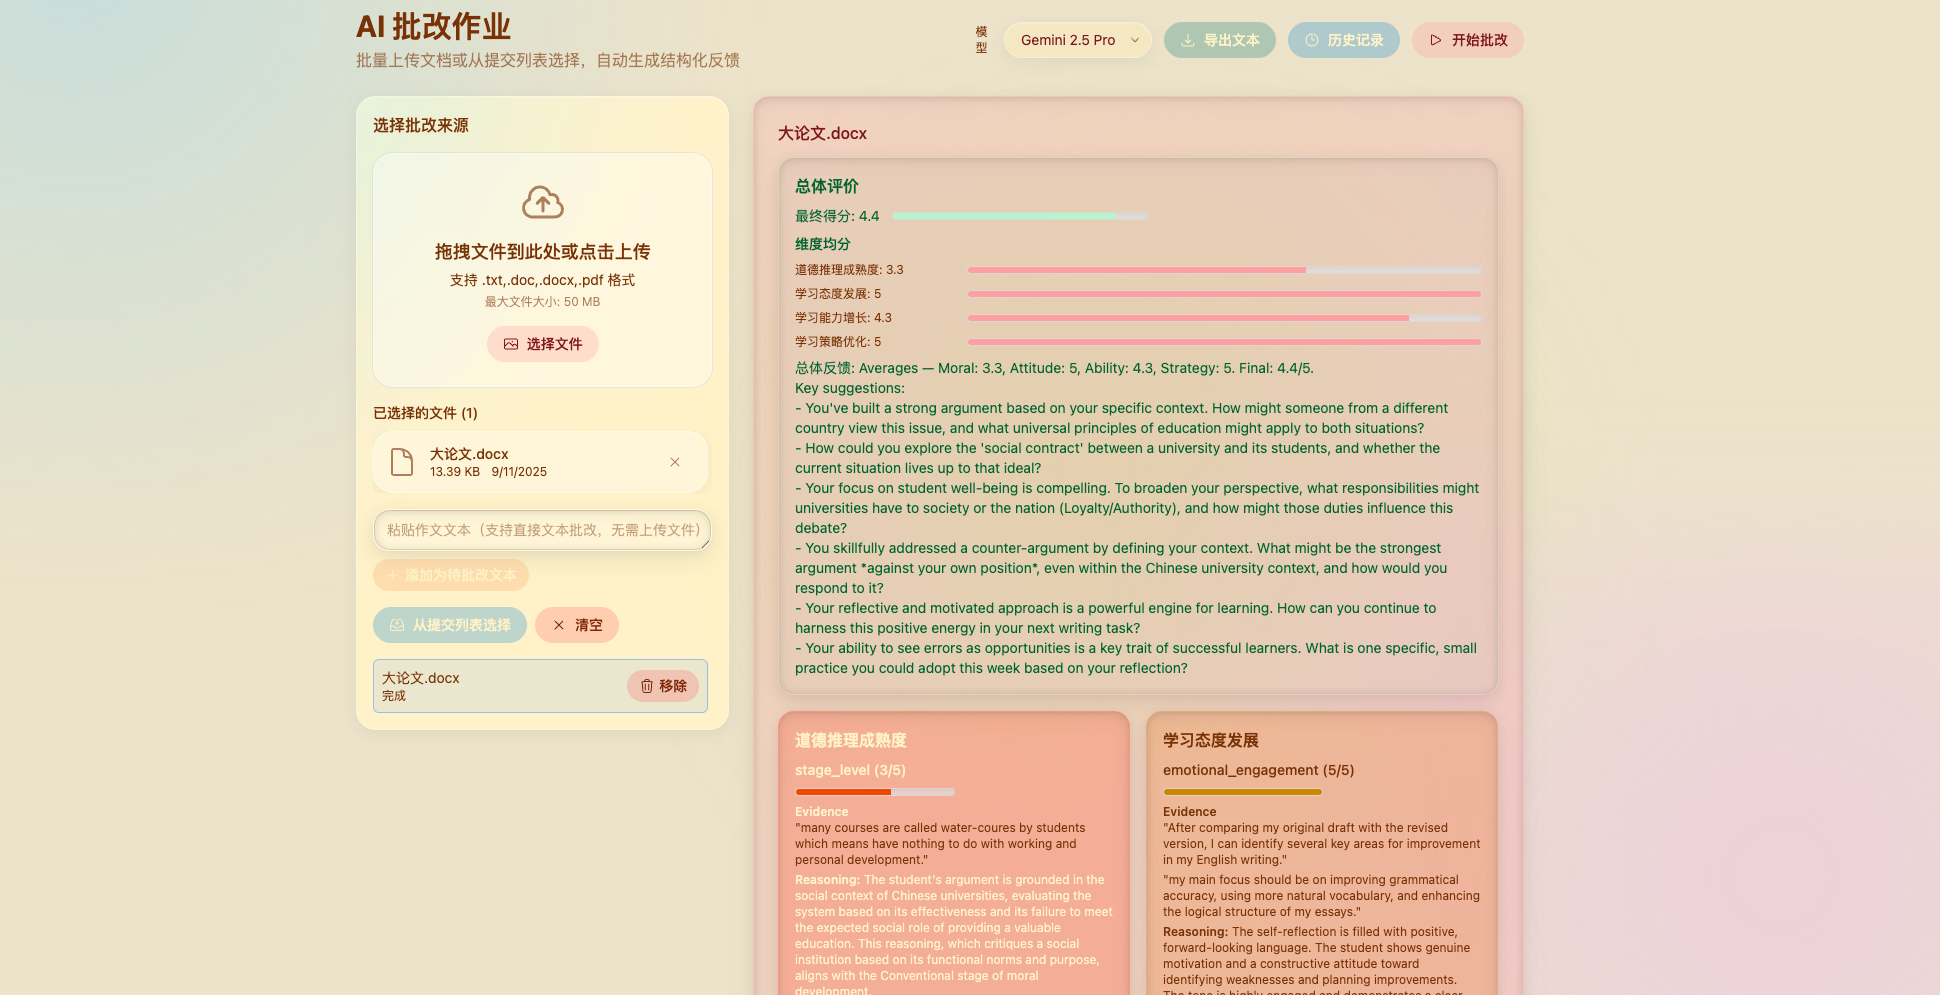 AI 批改作业
批量上传文档或从提交列表选择，自动生成结构化反馈
模型
Gemini 2.5 Pro
导出文本
历史记录
开始批改
选择批改来源
拖拽文件到此处或点击上传
支持 .txt,.doc,.docx,.pdf 格式
最大文件大小: 50 MB
选择文件
已选择的文件 (1)
大论文.docx
13.39 KB 9/11/2025
粘贴作文文本（支持直接文本批改，无需上传文件）
+ 添加为待批改文本
从提交列表选择
清空
大论文.docx
完成
移除
大论文.docx
总体评价
最终得分: 4.4
维度均分
道德推理成熟度: 3.3
学习态度发展: 5
学习能力增长: 4.3
学习策略优化: 5
总体反馈: Averages — Moral: 3.3, Attitude: 5, Ability: 4.3, Strategy: 5. Final: 4.4/5.
Key suggestions:
- You've built a strong argument based on your specific context. How might someone from a different
country view this issue, and what universal principles of education might apply to both situations?
- How could you explore the 'social contract' between a university and its students, and whether the
current situation lives up to that ideal?
- Your focus on student well-being is compelling. To broaden your perspective, what responsibilities might
universities have to society or the nation (Loyalty/Authority), and how might those duties influence this
debate?
- You skillfully addressed a counter-argument by defining your context. What might be the strongest
argument *against your own position*, even within the Chinese university context, and how would you
respond to it?
- Your reflective and motivated approach is a powerful engine for learning. How can you continue to
harness this positive energy in your next writing task?
- Your ability to see errors as opportunities is a key trait of successful learners. What is one specific, small
practice you could adopt this week based on your reflection?
道德推理成熟度
stage_level (3/5)
Evidence
"many courses are called water-coures by students
which means have nothing to do with working and
personal development."
Reasoning: The student's argument is grounded in the
social context of Chinese universities, evaluating the
system based on its effectiveness and its failure to meet
the expected social role of providing a valuable
education. This reasoning, which critiques a social
institution based on its functional norms and purpose,
aligns with the Conventional stage of moral
development.
学习态度发展
emotional_engagement (5/5)
Evidence
"After comparing my original draft with the revised
version, I can identify several key areas for improvement
in my English writing."
"my main focus should be on improving grammatical
accuracy, using more natural vocabulary, and enhancing
the logical structure of my essays."
Reasoning: The self-reflection is filled with positive,
forward-looking language. The student shows genuine
motivation and a constructive attitude toward
identifying weaknesses and planning improvements.
The tone is highly engaged and demonstrates a clear